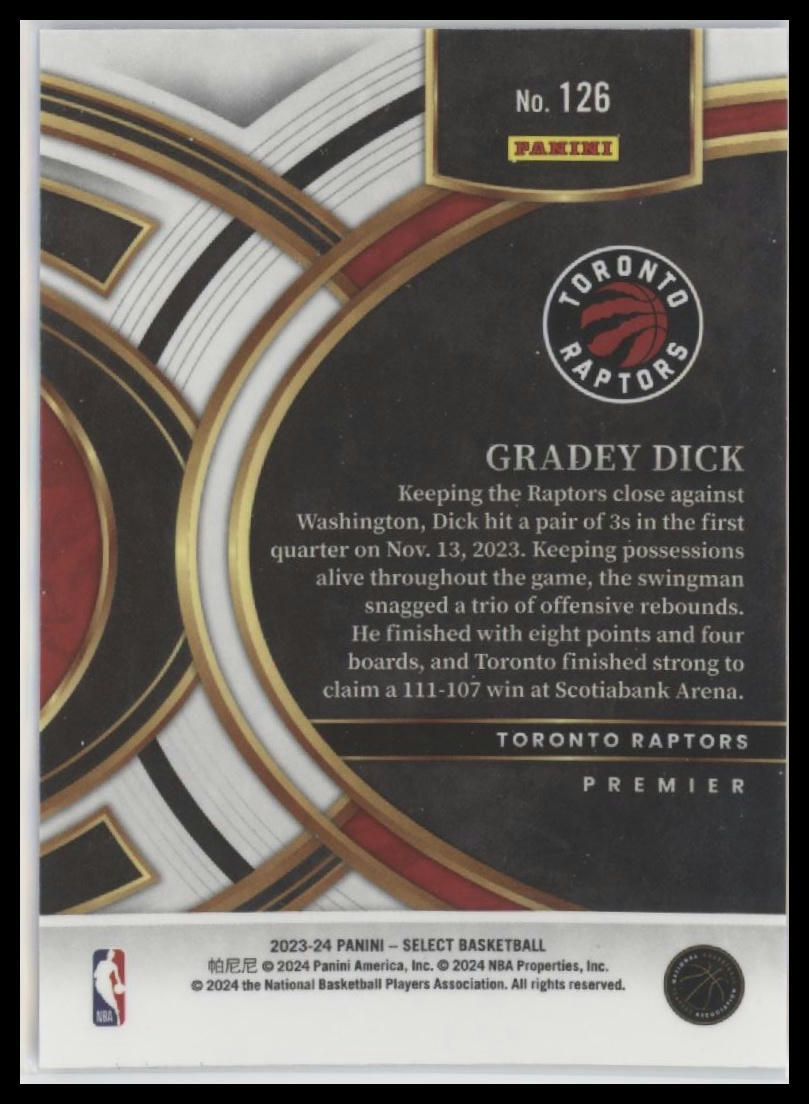 No. 126
PANINI
TORONTO
RAPTORS
GRADEY DICK
Keeping the Raptors close against
Washington, Dick hit a pair of 3s in the first
quarter on Nov. 13, 2023. Keeping possessions
alive throughout the game, the swingman
snagged a trio of offensive rebounds.
He finished with eight points and four
boards, and Toronto finished strong to
claim a 111-107 win at Scotiabank Arena.
TORONTO RAPTORS
PREMIER
2023-24 PANINI – SELECT BASKETBALL
帕尼尼 © 2024 Panini America, Inc. © 2024 NBA Properties, Inc.
© 2024 the National Basketball Players Association. All rights reserved.
NBA
NATIONAL
ASSOCIATION